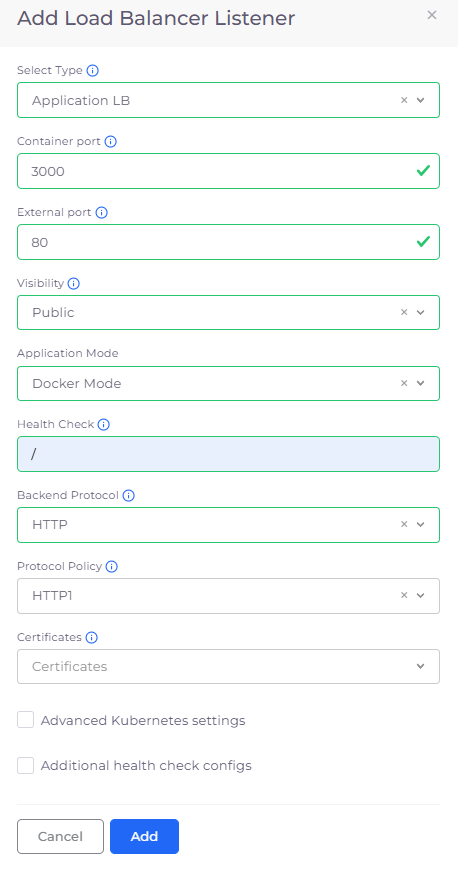 Add Load Balancer Listener
Select Type
Application LB
Container port
3000
External port
80
Visibility
Public
Application Mode
Docker Mode
Health Check
/
Backend Protocol
HTTP
Protocol Policy
HTTP1
Certificates
Certificates
Advanced Kubernetes settings
Additional health check configs
Cancel Add